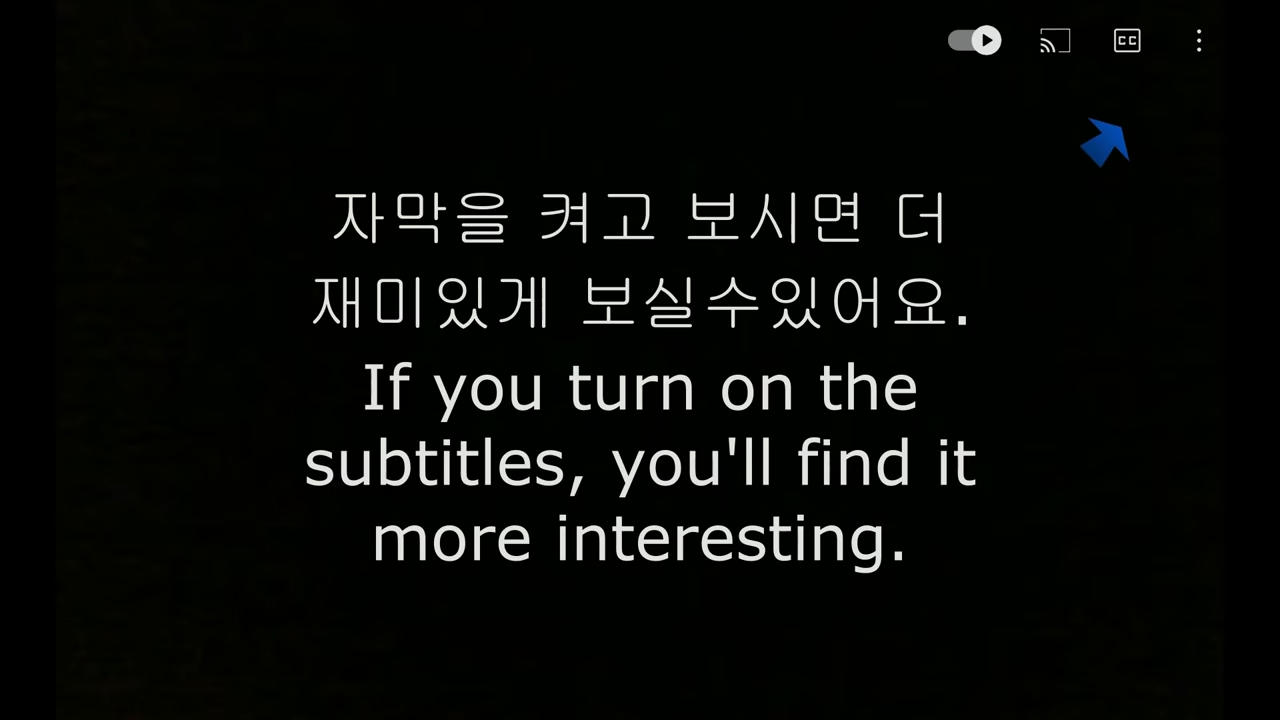 CC
자막을 켜고 보시면 더
재미있게 보실수있어요.
If you turn on the
subtitles, you'll find it
more interesting.